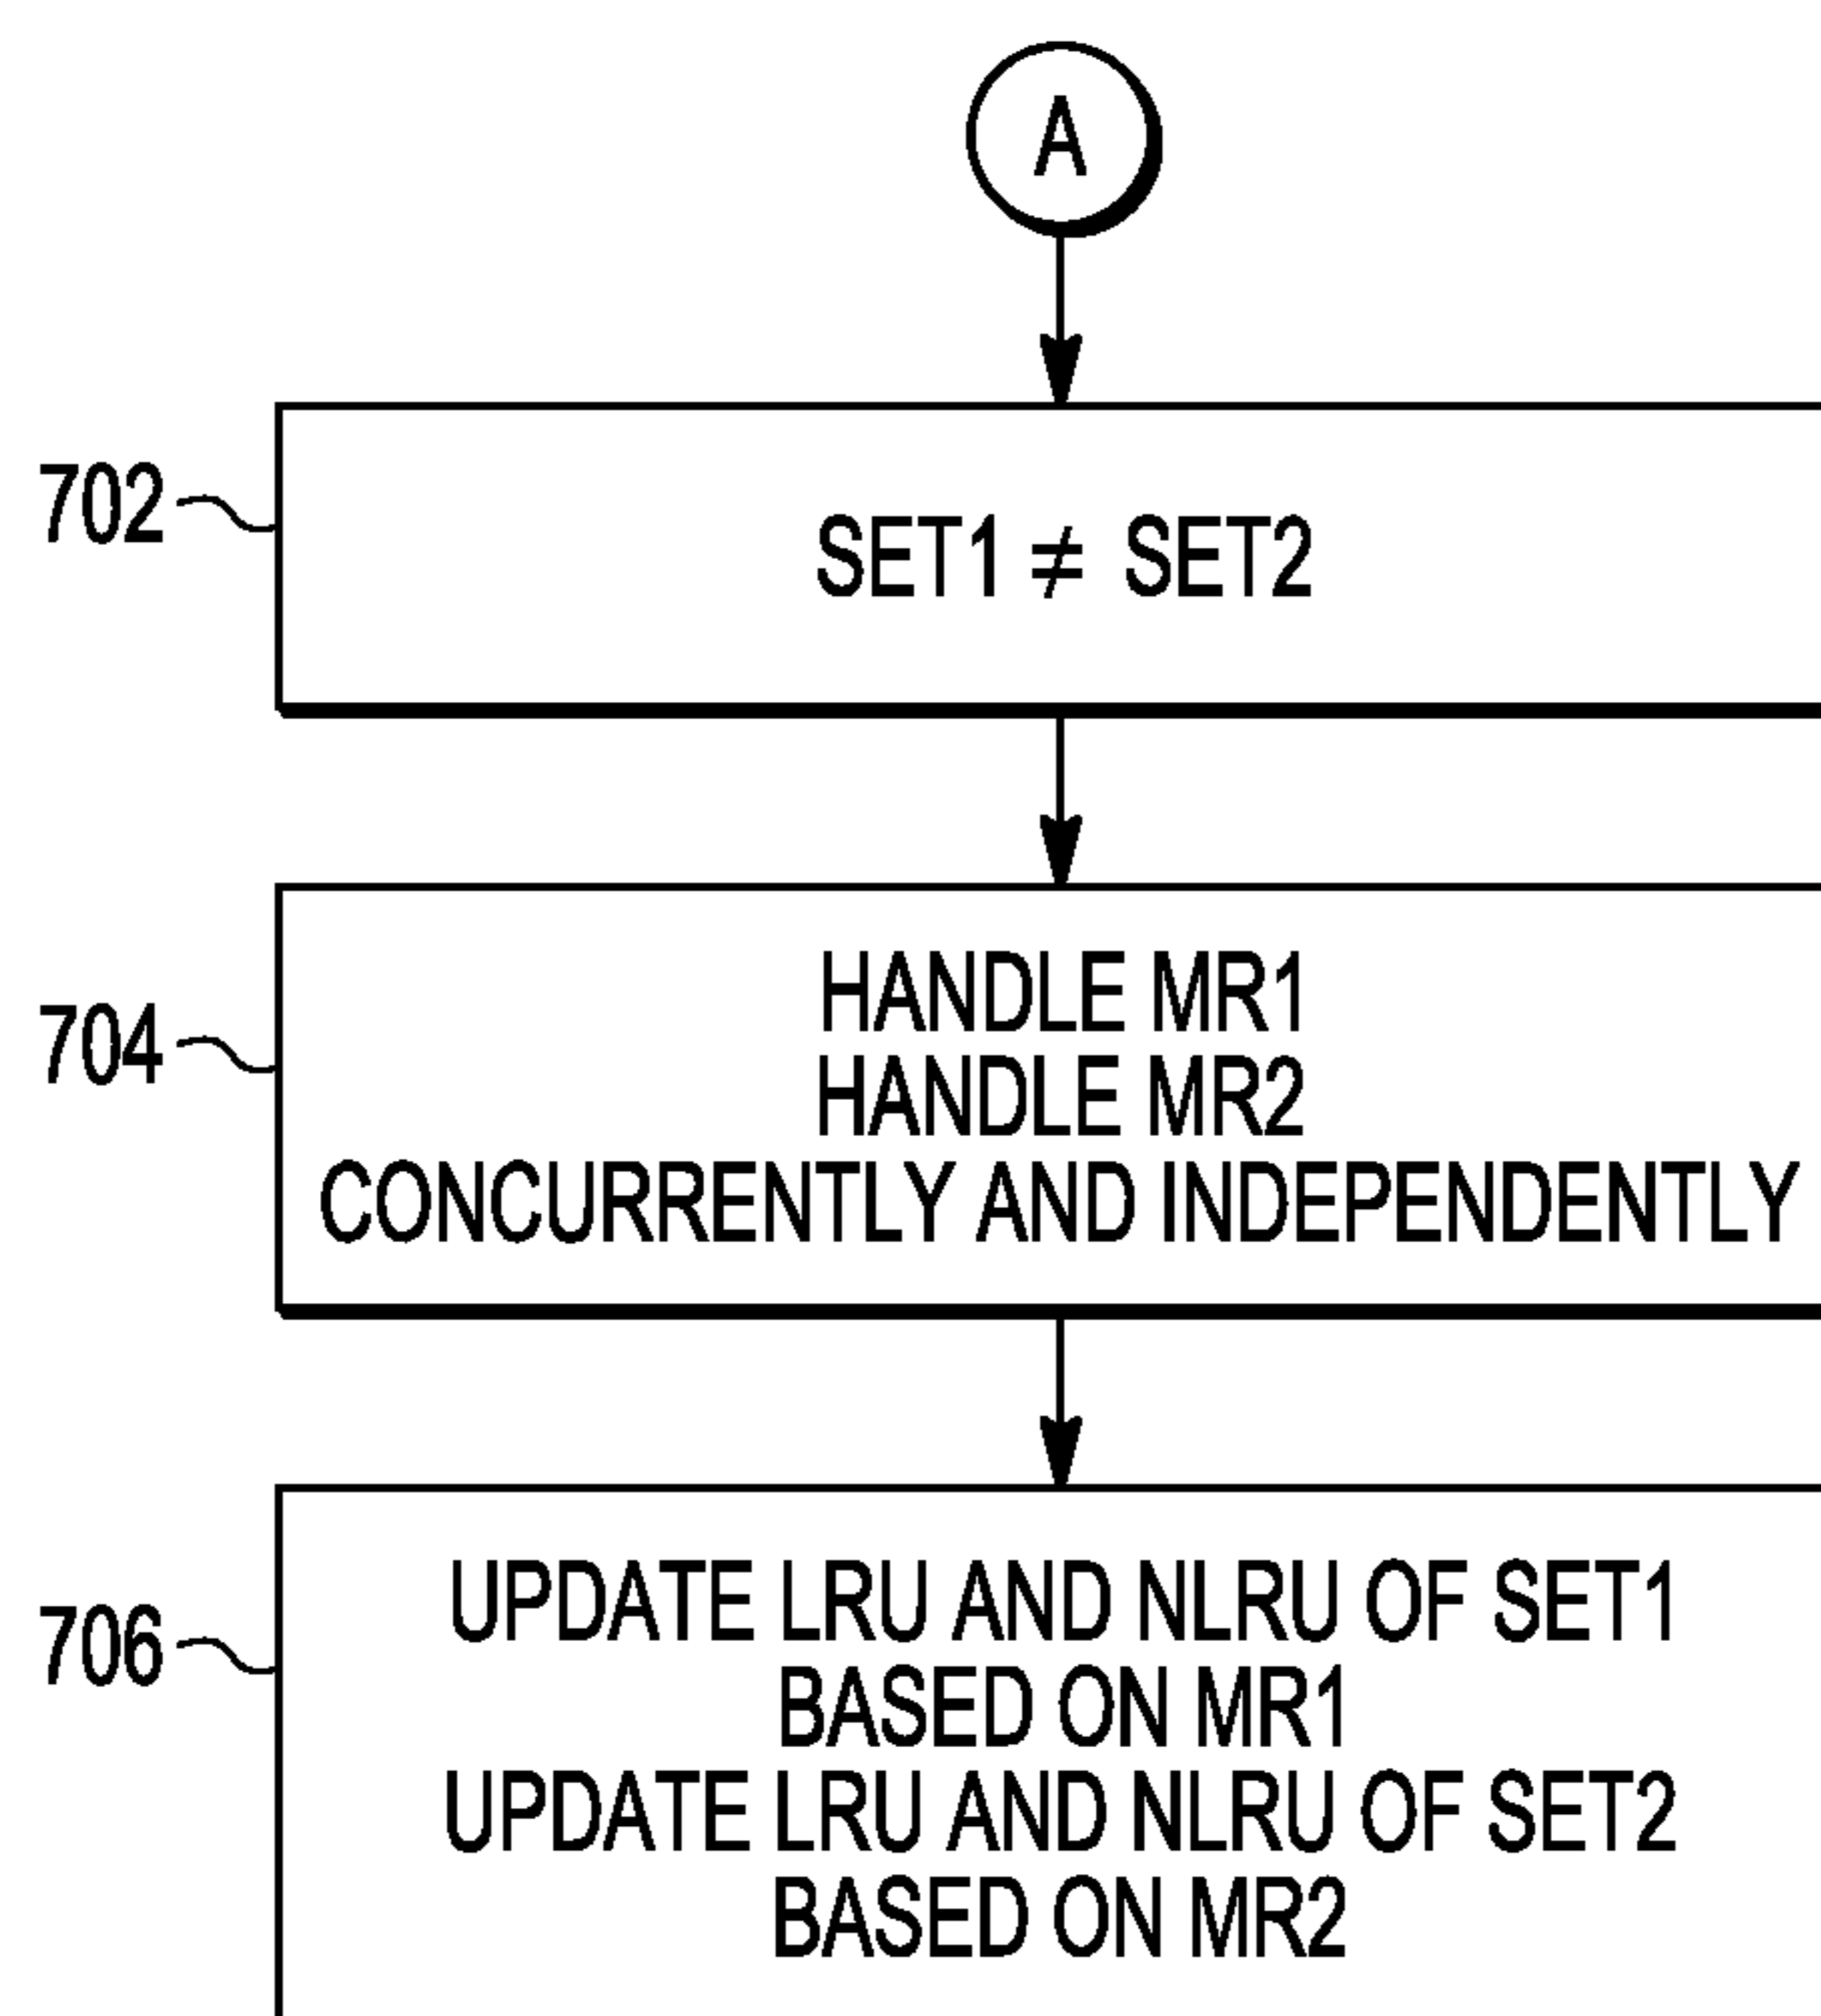 A
702
SET1 ≠ SET2
704
HANDLE MR1
HANDLE MR2
CONCURRENTLY AND INDEPENDENTLY
706
UPDATE LRU AND NLRU OF SET1
BASED ON MR1
UPDATE LRU AND NLRU OF SET2
BASED ON MR2